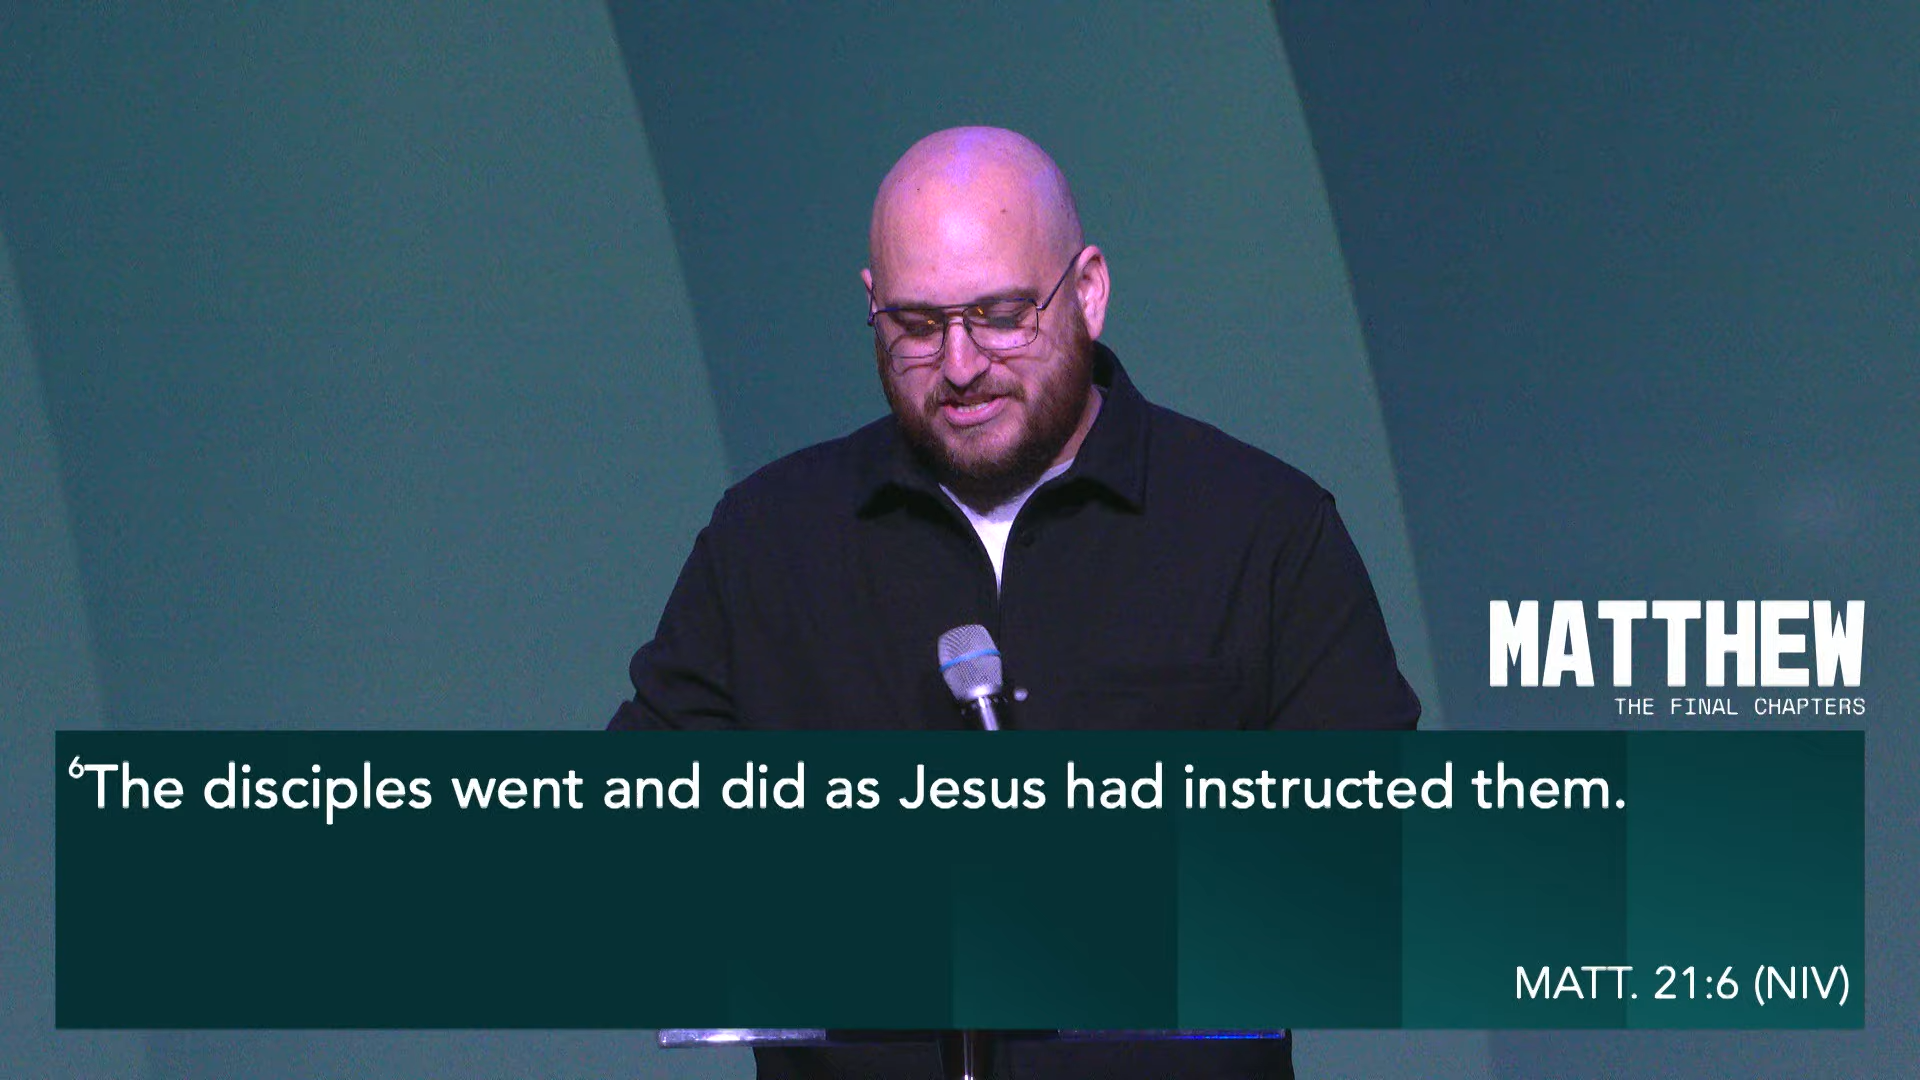 MATTHEW
THE FINAL CHAPTERS
⁶The disciples went and did as Jesus had instructed them.
MATT. 21:6 (NIV)